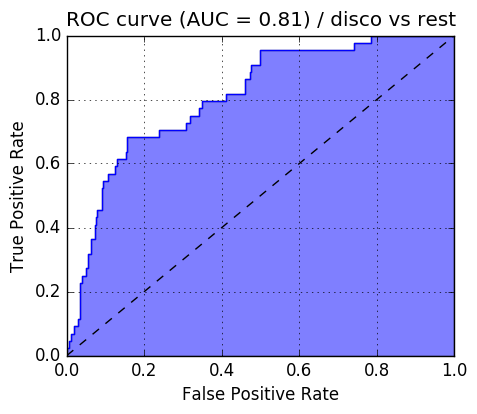 ROC curve (AUC = 0.81) / disco vs rest
True Positive Rate
1.0
0.8
0.6
0.4
0.2
0.0
0.0 0.2 0.4 0.6 0.8 1.0
False Positive Rate